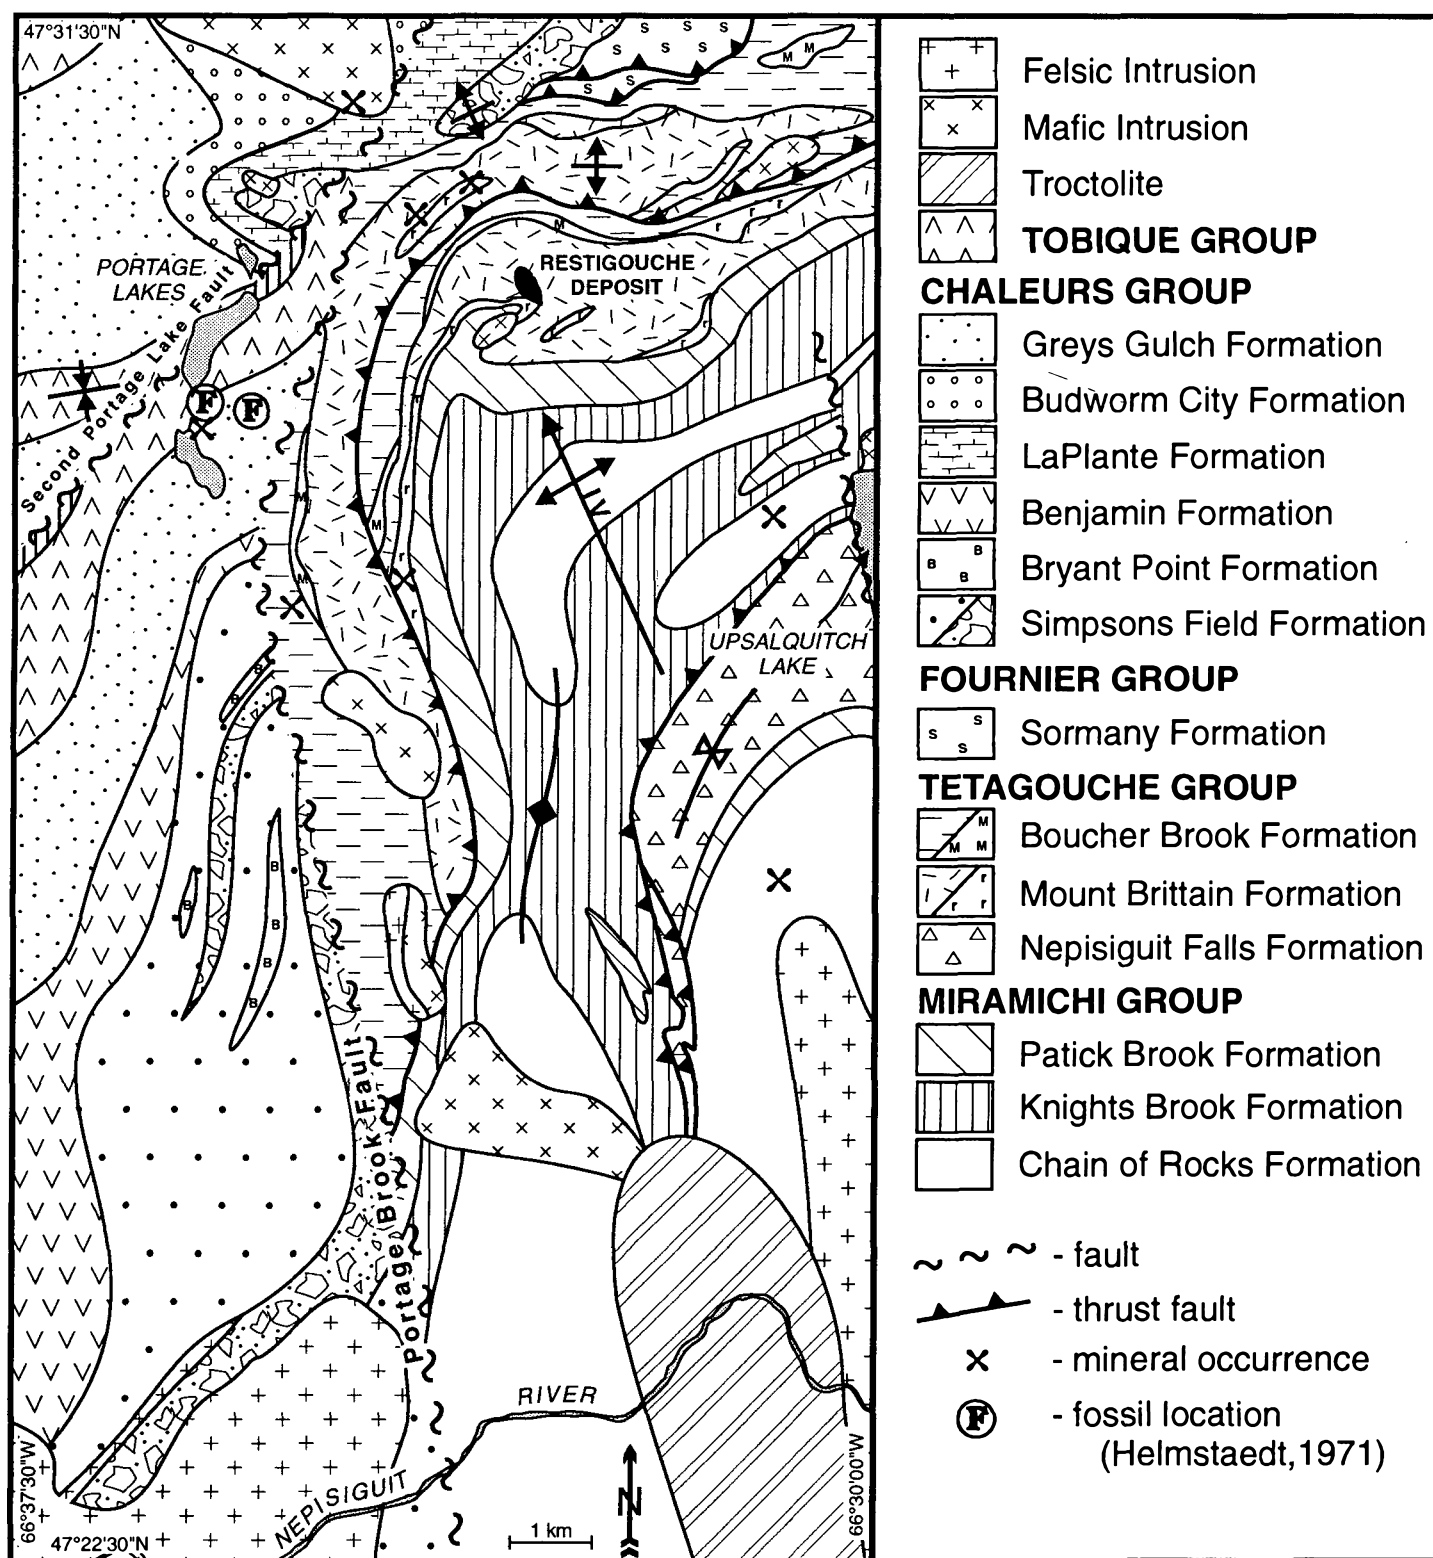 47°31'30"N
PORTAGE
LAKES
Second Portage Lake Fault
RESTIGOUCHE
DEPOSIT
IV
UPSALQUITCH
LAKE
Portage Brook Fault
RIVER
NEPISIGUIT
66°37'30"W
47°22'30"N
1 km
N
66°30'00"W
Felsic Intrusion
Mafic Intrusion
Troctolite
TOBIQUE GROUP
CHALEURS GROUP
Greys Gulch Formation
Budworm City Formation
LaPlante Formation
Benjamin Formation
Bryant Point Formation
Simpsons Field Formation
FOURNIER GROUP
Sormany Formation
TETAGOUCHE GROUP
Boucher Brook Formation
Mount Brittain Formation
Nepisiguit Falls Formation
MIRAMICHI GROUP
Patick Brook Formation
Knights Brook Formation
Chain of Rocks Formation
- fault
- thrust fault
- mineral occurrence
F - fossil location
(Helmstaedt,1971)